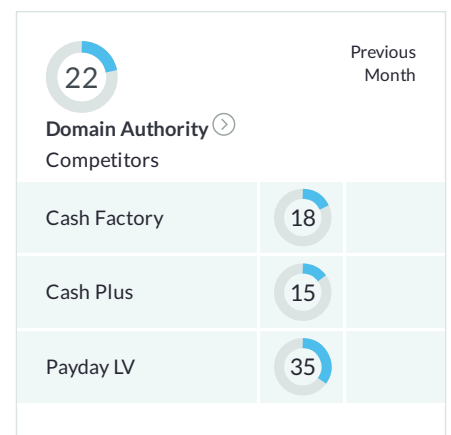 22
Previous
Month
Domain Authority
Competitors
Cash Factory 18
Cash Plus 15
Payday LV 35